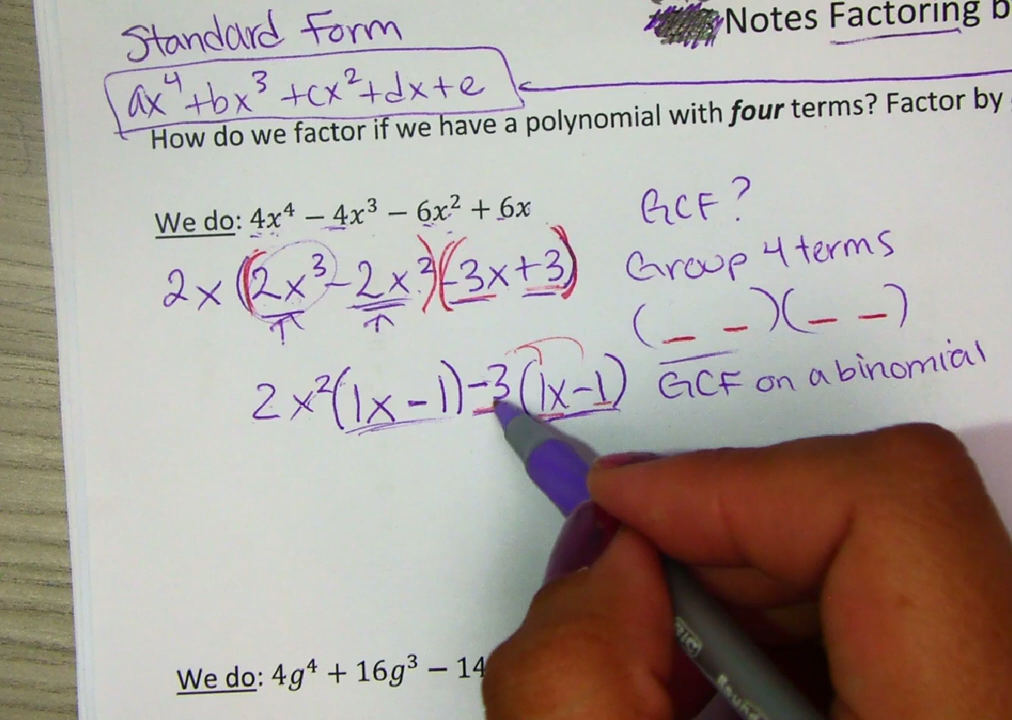 Standard Form
Notes Factoring b
ax⁴+bx³+cx²+dx+e
How do we factor if we have a polynomial with four terms? Factor by
We do: 4x⁴ − 4x³ − 6x² + 6x
GCF?
2x(2x³-2x²)(-3x+3)
Group 4 terms
(_ _)(_ _)
2x²(1x-1)-3(1x-1)
GCF on a binomial
We do: 4g⁴ + 16g³ − 14